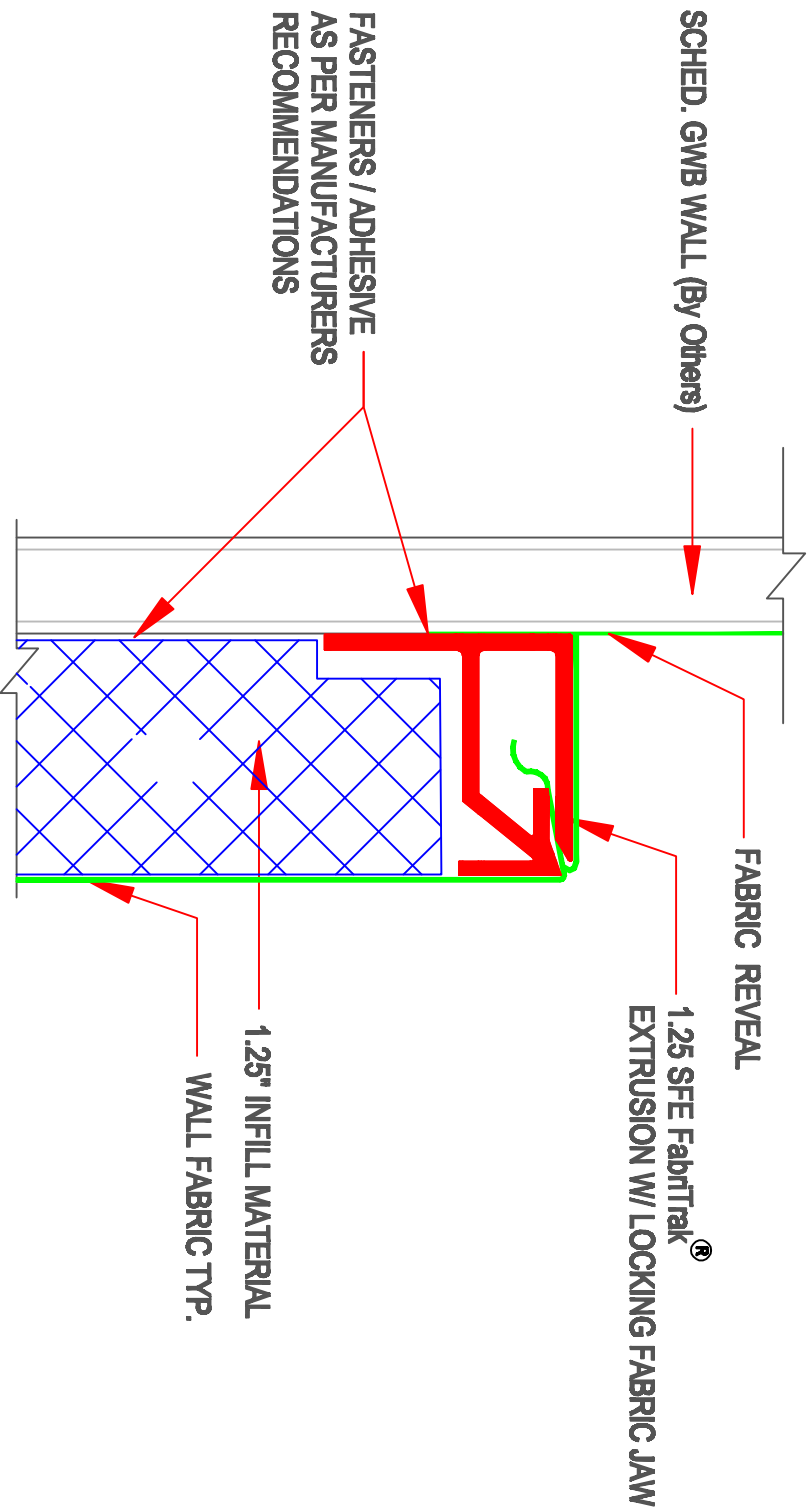 SCHED. GWB WALL (By Others)
FASTENERS / ADHESIVE
AS PER MANUFACTURERS
RECOMMENDATIONS
FABRIC REVEAL
1.25 SFE FabriTrak®
EXTRUSION W/ LOCKING FABRIC JAW
1.25" INFILL MATERIAL
WALL FABRIC TYP.